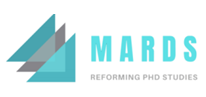 MARDS
REFORMING PHD STUDIES